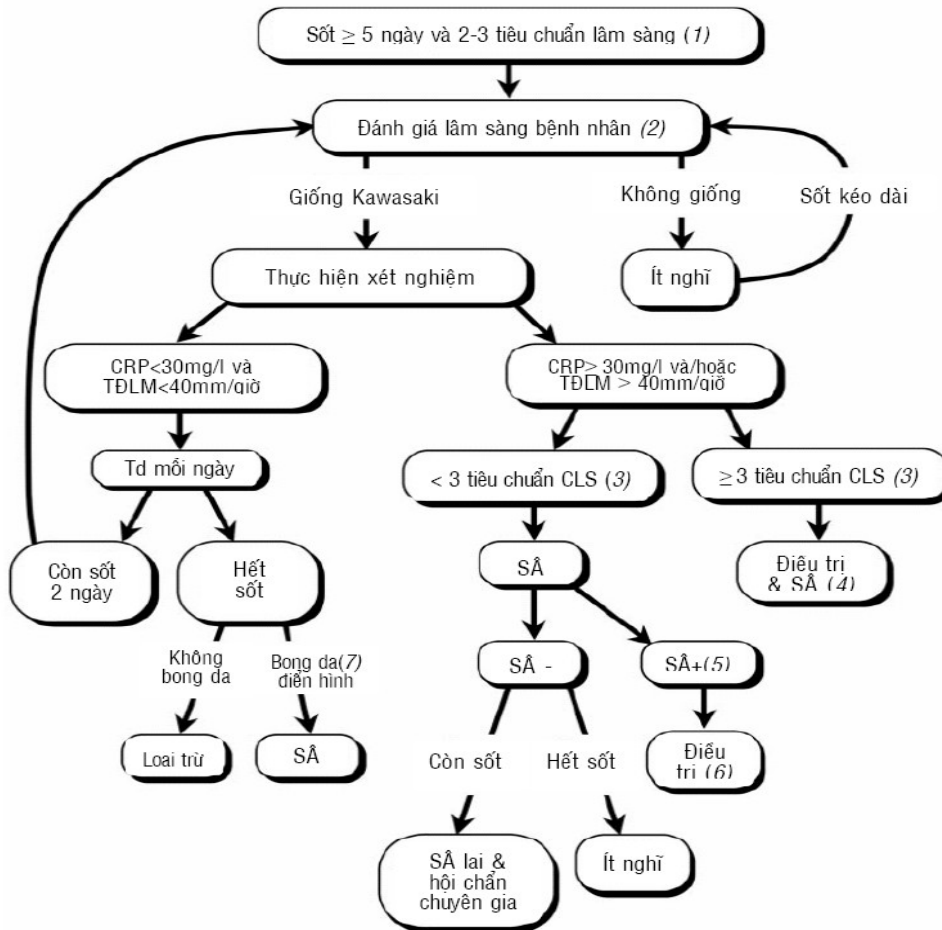 Sốt ≥ 5 ngày và 2-3 tiêu chuẩn lâm sàng (1)
Đánh giá lâm sàng bệnh nhân (2)
Giống Kawasaki
Không giống
Sốt kéo dài
Thực hiện xét nghiệm
Ít nghĩ
CRP<30mg/l và
TĐLM<40mm/giờ
CRP≥ 30mg/l và/hoặc
TĐLM ≥ 40mm/giờ
Td mỗi ngày
< 3 tiêu chuẩn CLS (3)
≥ 3 tiêu chuẩn CLS (3)
Còn sốt
2 ngày
Hết
sốt
SÂ
Điều trị
& SÂ (4)
Không
bong da
Bong da(7)
điển hình
SÂ -
SÂ+(5)
Loại trừ
SÂ
Còn sốt
Hết sốt
Điều
trị (6)
SÂ lại &
hội chẩn
chuyên gia
Ít nghĩ